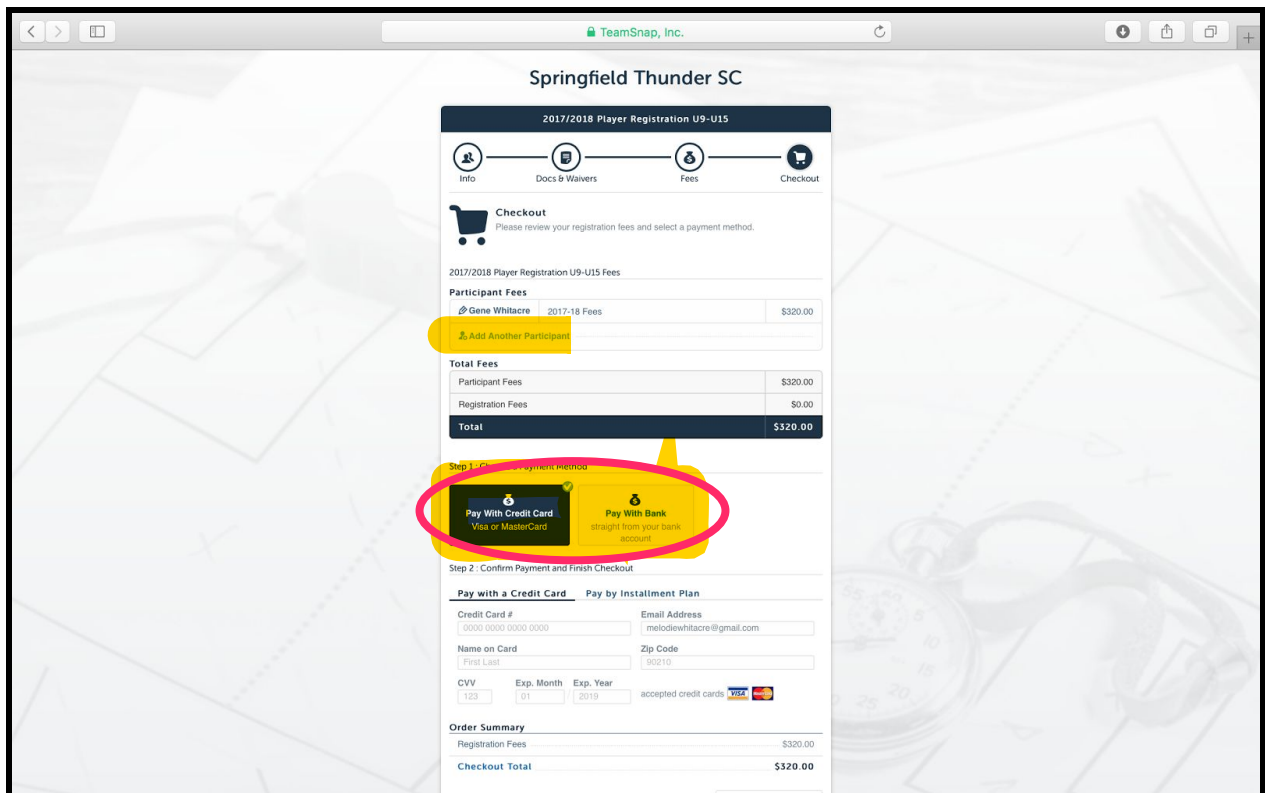 TeamSnap, Inc.
Springfield Thunder SC
2017/2018 Player Registration U9-U15
Info
Docs & Waivers
Fees
Checkout
Checkout
Please review your registration fees and select a payment method.
2017/2018 Player Registration U9-U15 Fees
Participant Fees
Gene Whitacre 2017-18 Fees $320.00
Add Another Participant
Total Fees
Participant Fees $320.00
Registration Fees $0.00
Total $320.00
Step 1 : Payment Method
Pay With Credit Card
Visa or MasterCard
Pay With Bank
straight from your bank
account
Step 2 : Confirm Payment and Finish Checkout
Pay with a Credit Card Pay by Installment Plan
Credit Card # Email Address
0000 0000 0000 0000 melodiewhitacre@gmail.com
Name on Card Zip Code
First Last 90210
CVV Exp. Month Exp. Year
123 01 / 2019 accepted credit cards VISA MasterCard
Order Summary
Registration Fees $320.00
Checkout Total $320.00